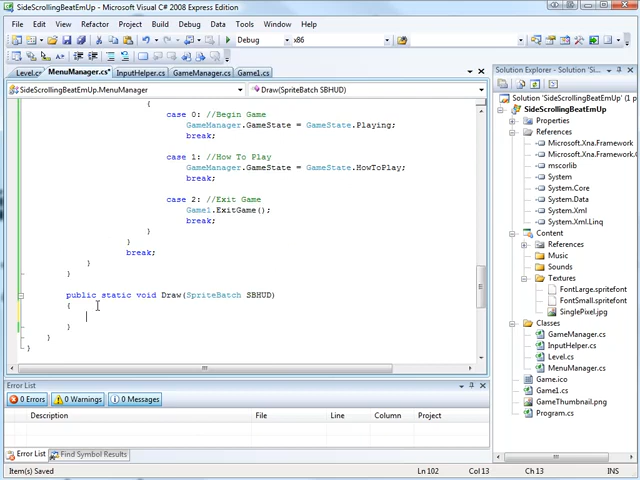 SideScrollingBeatEmUp - Microsoft Visual C# 2008 Express Edition
File Edit View Refactor Project Build Debug Data Tools Window Help
Debug x86
Level.cs MenuManager.cs* InputHelper.cs GameManager.cs Game1.cs
SideScrollingBeatEmUp.MenuManager Draw(SpriteBatch SBHUD)
{
case 0: //Begin Game
GameManager.GameState = GameState.Playing;
break;
case 1: //How To Play
GameManager.GameState = GameState.HowToPlay;
break;
case 2: //Exit Game
Game1.ExitGame();
break;
}
}
break;
}
}
public static void Draw(SpriteBatch SBHUD)
{
}
}
}
Solution Explorer - SideScrollingBeatEmUp
Solution 'SideScrollingBeatEmUp'
SideScrollingBeatEmUp
Properties
References
Microsoft.Xna.Framework
Microsoft.Xna.Framework
mscorlib
System
System.Core
System.Data
System.Xml
System.Xml.Linq
Content
References
Music
Sounds
Textures
FontLarge.spritefont
FontSmall.spritefont
SinglePixel.jpg
Classes
GameManager.cs
InputHelper.cs
Level.cs
MenuManager.cs
Game.ico
Game1.cs
GameThumbnail.png
Program.cs
Error List
0 Errors 0 Warnings 0 Messages
Description File Line Column Project
Error List Find Symbol Results
Item(s) Saved Ln 102 Col 13 Ch 13 INS